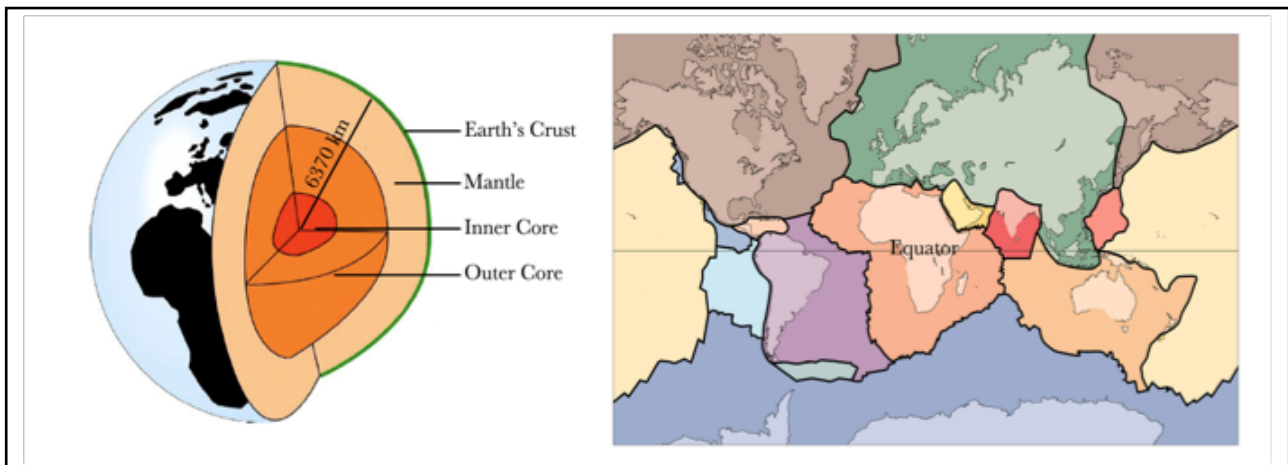 6370 km
Earth's Crust
Mantle
Inner Core
Outer Core
Equator